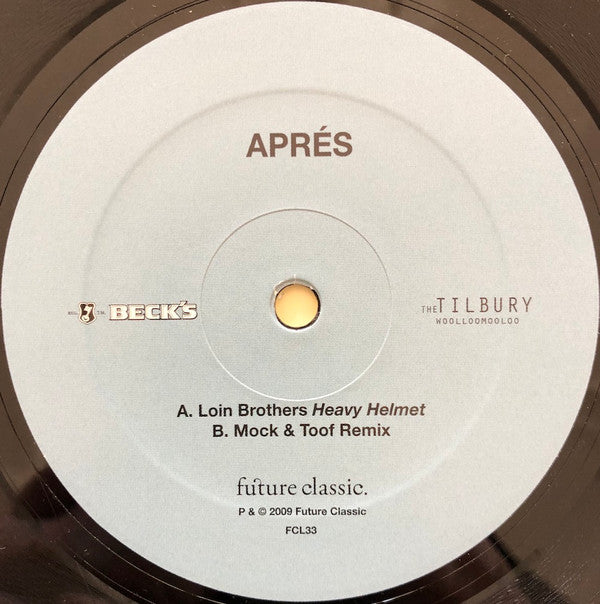 APRÉS
BECK'S
THE TILBURY
WOOLLOOMOOLOO
A. Loin Brothers Heavy Helmet
B. Mock & Toof Remix
future classic.
P & © 2009 Future Classic
FCL33